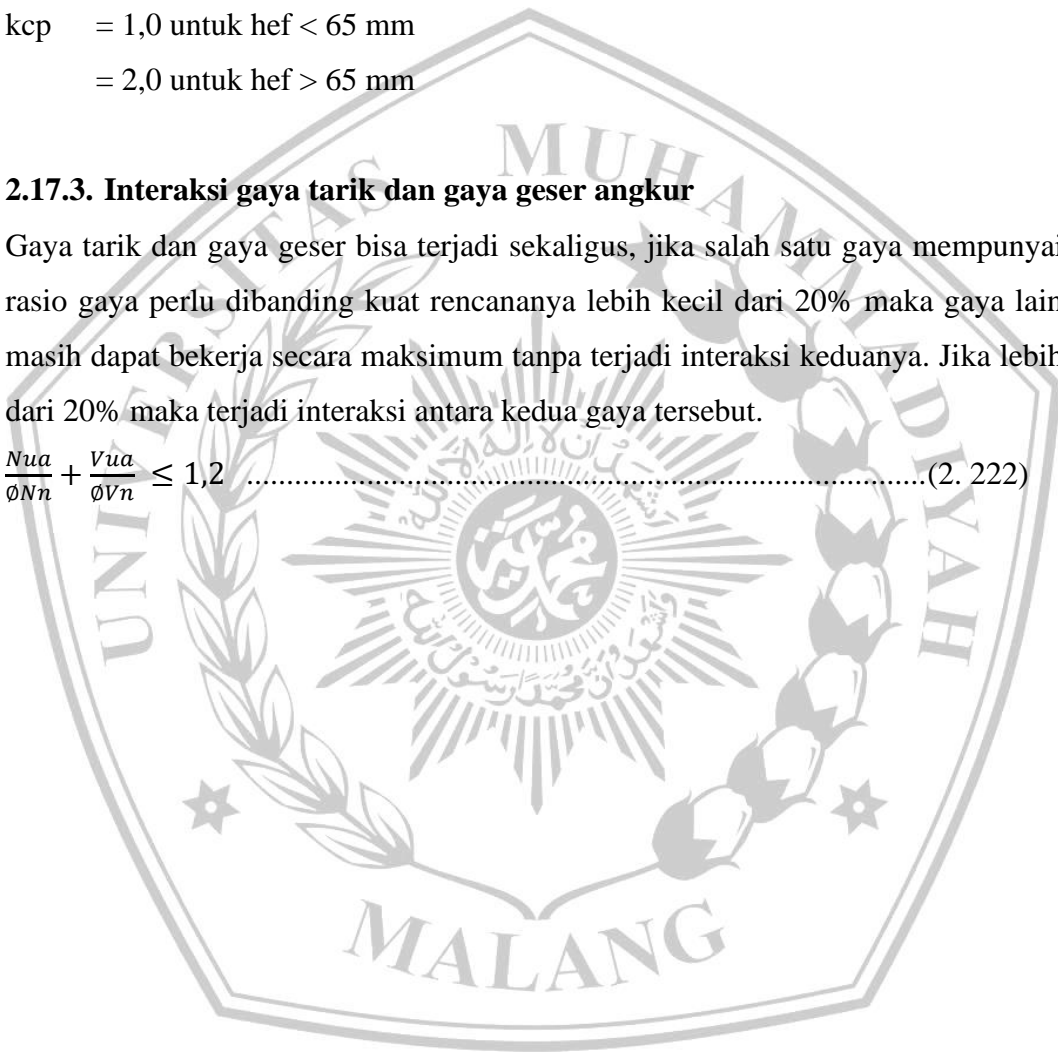 kcp = 1,0 untuk hef < 65 mm
= 2,0 untuk hef > 65 mm
2.17.3. Interaksi gaya tarik dan gaya geser angkur
Gaya tarik dan gaya geser bisa terjadi sekaligus, jika salah satu gaya mempunyai
rasio gaya perlu dibanding kuat rencananya lebih kecil dari 20% maka gaya lain
masih dapat bekerja secara maksimum tanpa terjadi interaksi keduanya. Jika lebih
dari 20% maka terjadi interaksi antara kedua gaya tersebut.
Nua/∅Nn + Vua/∅Vn ≤ 1,2 ....................................................................................(2. 222)
UNIVERSITAS MUHAMMADIYAH
MALANG